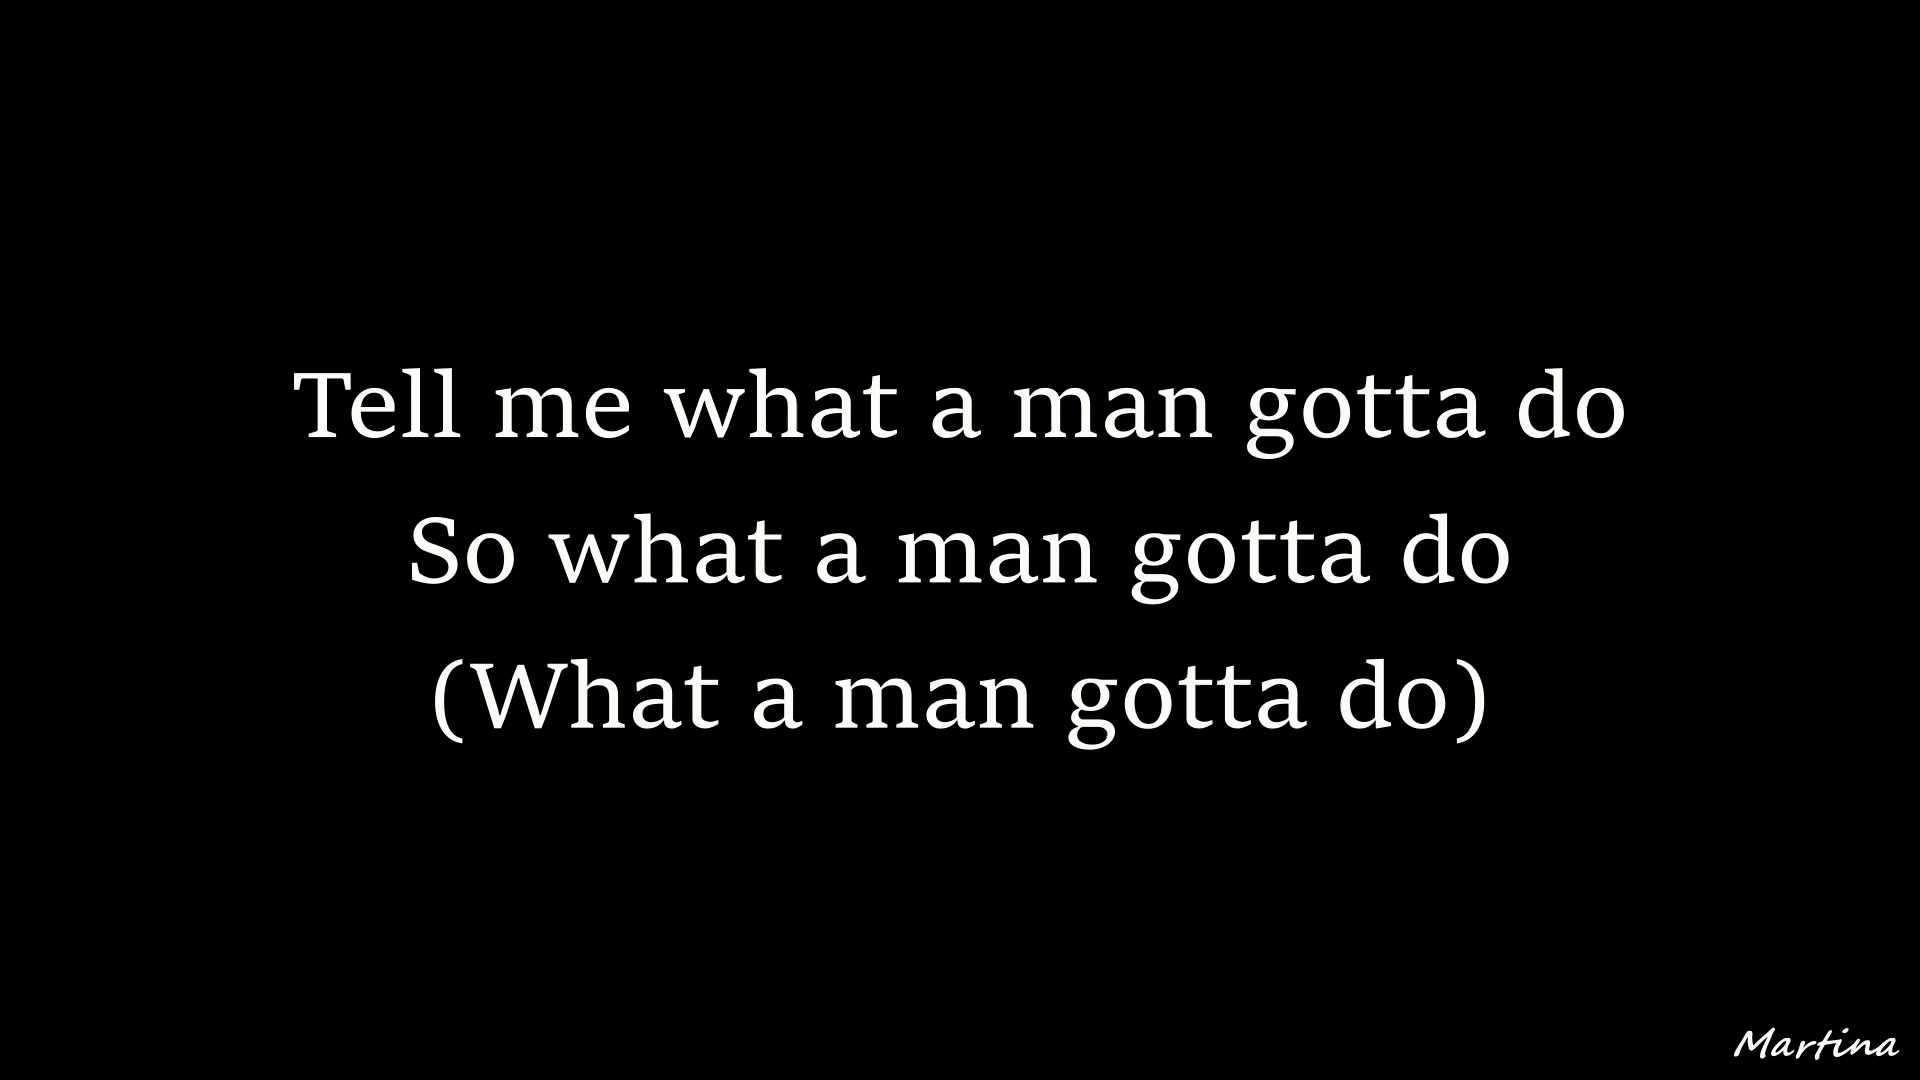 Tell me what a man gotta do
So what a man gotta do
(What a man gotta do)
Martina